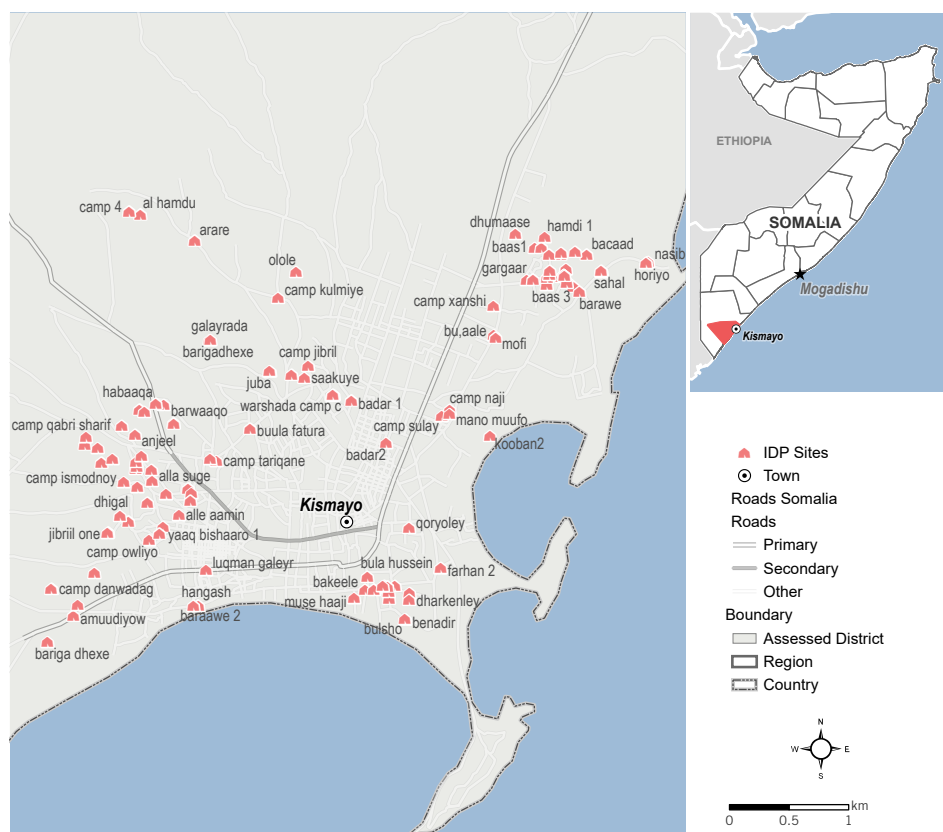 camp 4
al hamdu
arare
olole
camp kulmiye
dhumaase
hamdi 1
baas1
bacaad
nasib
gargaar
sahal
horiyo
baas 3
barawe
camp xanshi
bu,aale
mofi
galayrada
barigadhexe
camp jibril
juba
saakuye
warshada camp c
badar 1
habaaqa
barwaaqo
camp naji
camp qabri sharif
anjeel
buula fatura
camp sulay
mano muufo
kooban2
badar2
camp tariqane
camp ismodnoy
alla suge
dhigal
alle aamin
Kismayo
jibriil one
yaaq bishaaro 1
qoryoley
camp owliyo
luqman galeyr
bula hussein
farhan 2
camp danwadag
hangash
bakeele
muse haaji
dharkenley
amuudiyow
baraawe 2
bulsho
benadir
bariga dhexe
ETHIOPIA
SOMALIA
Mogadishu
Kismayo
IDP Sites
Town
Roads Somalia
Roads
Primary
Secondary
Other
Boundary
Assessed District
Region
Country
N
W
E
S
km
0
0.5
1